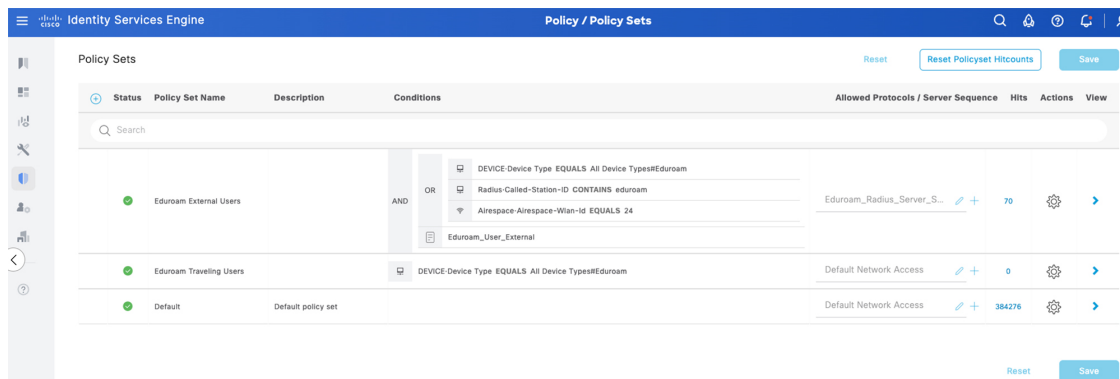 CISCO Identity Services Engine
Policy / Policy Sets
Policy Sets
Reset
Reset Policyset Hitcounts
Save
Status Policy Set Name Description Conditions Allowed Protocols / Server Sequence Hits Actions View
Search
Eduroam External Users
AND
OR
DEVICE-Device Type EQUALS All Device Types#Eduroam
Radius-Called-Station-ID CONTAINS eduroam
Airespace-Airespace-Wlan-Id EQUALS 24
Eduroam_User_External
Eduroam_Radius_Server_S...
70
Eduroam Traveling Users
DEVICE-Device Type EQUALS All Device Types#Eduroam
Default Network Access
0
Default
Default policy set
Default Network Access
384276
Reset
Save